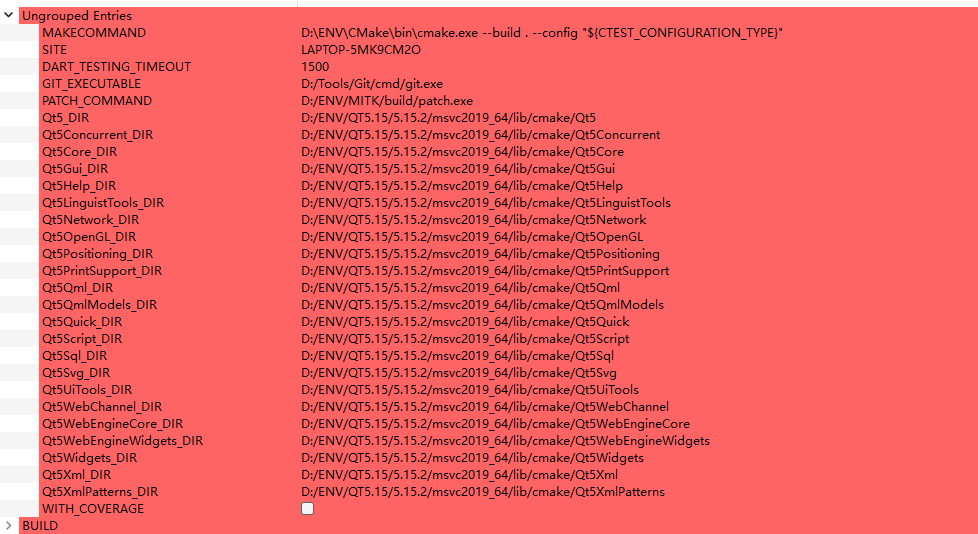 Ungrouped Entries
MAKECOMMAND D:\ENV\CMake\bin\cmake.exe --build . --config "${CTEST_CONFIGURATION_TYPE}"
SITE LAPTOP-5MK9CM2O
DART_TESTING_TIMEOUT 1500
GIT_EXECUTABLE D:/Tools/Git/cmd/git.exe
PATCH_COMMAND D:/ENV/MITK/build/patch.exe
Qt5_DIR D:/ENV/QT5.15/5.15.2/msvc2019_64/lib/cmake/Qt5
Qt5Concurrent_DIR D:/ENV/QT5.15/5.15.2/msvc2019_64/lib/cmake/Qt5Concurrent
Qt5Core_DIR D:/ENV/QT5.15/5.15.2/msvc2019_64/lib/cmake/Qt5Core
Qt5Gui_DIR D:/ENV/QT5.15/5.15.2/msvc2019_64/lib/cmake/Qt5Gui
Qt5Help_DIR D:/ENV/QT5.15/5.15.2/msvc2019_64/lib/cmake/Qt5Help
Qt5LinguistTools_DIR D:/ENV/QT5.15/5.15.2/msvc2019_64/lib/cmake/Qt5LinguistTools
Qt5Network_DIR D:/ENV/QT5.15/5.15.2/msvc2019_64/lib/cmake/Qt5Network
Qt5OpenGL_DIR D:/ENV/QT5.15/5.15.2/msvc2019_64/lib/cmake/Qt5OpenGL
Qt5Positioning_DIR D:/ENV/QT5.15/5.15.2/msvc2019_64/lib/cmake/Qt5Positioning
Qt5PrintSupport_DIR D:/ENV/QT5.15/5.15.2/msvc2019_64/lib/cmake/Qt5PrintSupport
Qt5Qml_DIR D:/ENV/QT5.15/5.15.2/msvc2019_64/lib/cmake/Qt5Qml
Qt5QmlModels_DIR D:/ENV/QT5.15/5.15.2/msvc2019_64/lib/cmake/Qt5QmlModels
Qt5Quick_DIR D:/ENV/QT5.15/5.15.2/msvc2019_64/lib/cmake/Qt5Quick
Qt5Script_DIR D:/ENV/QT5.15/5.15.2/msvc2019_64/lib/cmake/Qt5Script
Qt5Sql_DIR D:/ENV/QT5.15/5.15.2/msvc2019_64/lib/cmake/Qt5Sql
Qt5Svg_DIR D:/ENV/QT5.15/5.15.2/msvc2019_64/lib/cmake/Qt5Svg
Qt5UiTools_DIR D:/ENV/QT5.15/5.15.2/msvc2019_64/lib/cmake/Qt5UiTools
Qt5WebChannel_DIR D:/ENV/QT5.15/5.15.2/msvc2019_64/lib/cmake/Qt5WebChannel
Qt5WebEngineCore_DIR D:/ENV/QT5.15/5.15.2/msvc2019_64/lib/cmake/Qt5WebEngineCore
Qt5WebEngineWidgets_DIR D:/ENV/QT5.15/5.15.2/msvc2019_64/lib/cmake/Qt5WebEngineWidgets
Qt5Widgets_DIR D:/ENV/QT5.15/5.15.2/msvc2019_64/lib/cmake/Qt5Widgets
Qt5Xml_DIR D:/ENV/QT5.15/5.15.2/msvc2019_64/lib/cmake/Qt5Xml
Qt5XmlPatterns_DIR D:/ENV/QT5.15/5.15.2/msvc2019_64/lib/cmake/Qt5XmlPatterns
WITH_COVERAGE
BUILD